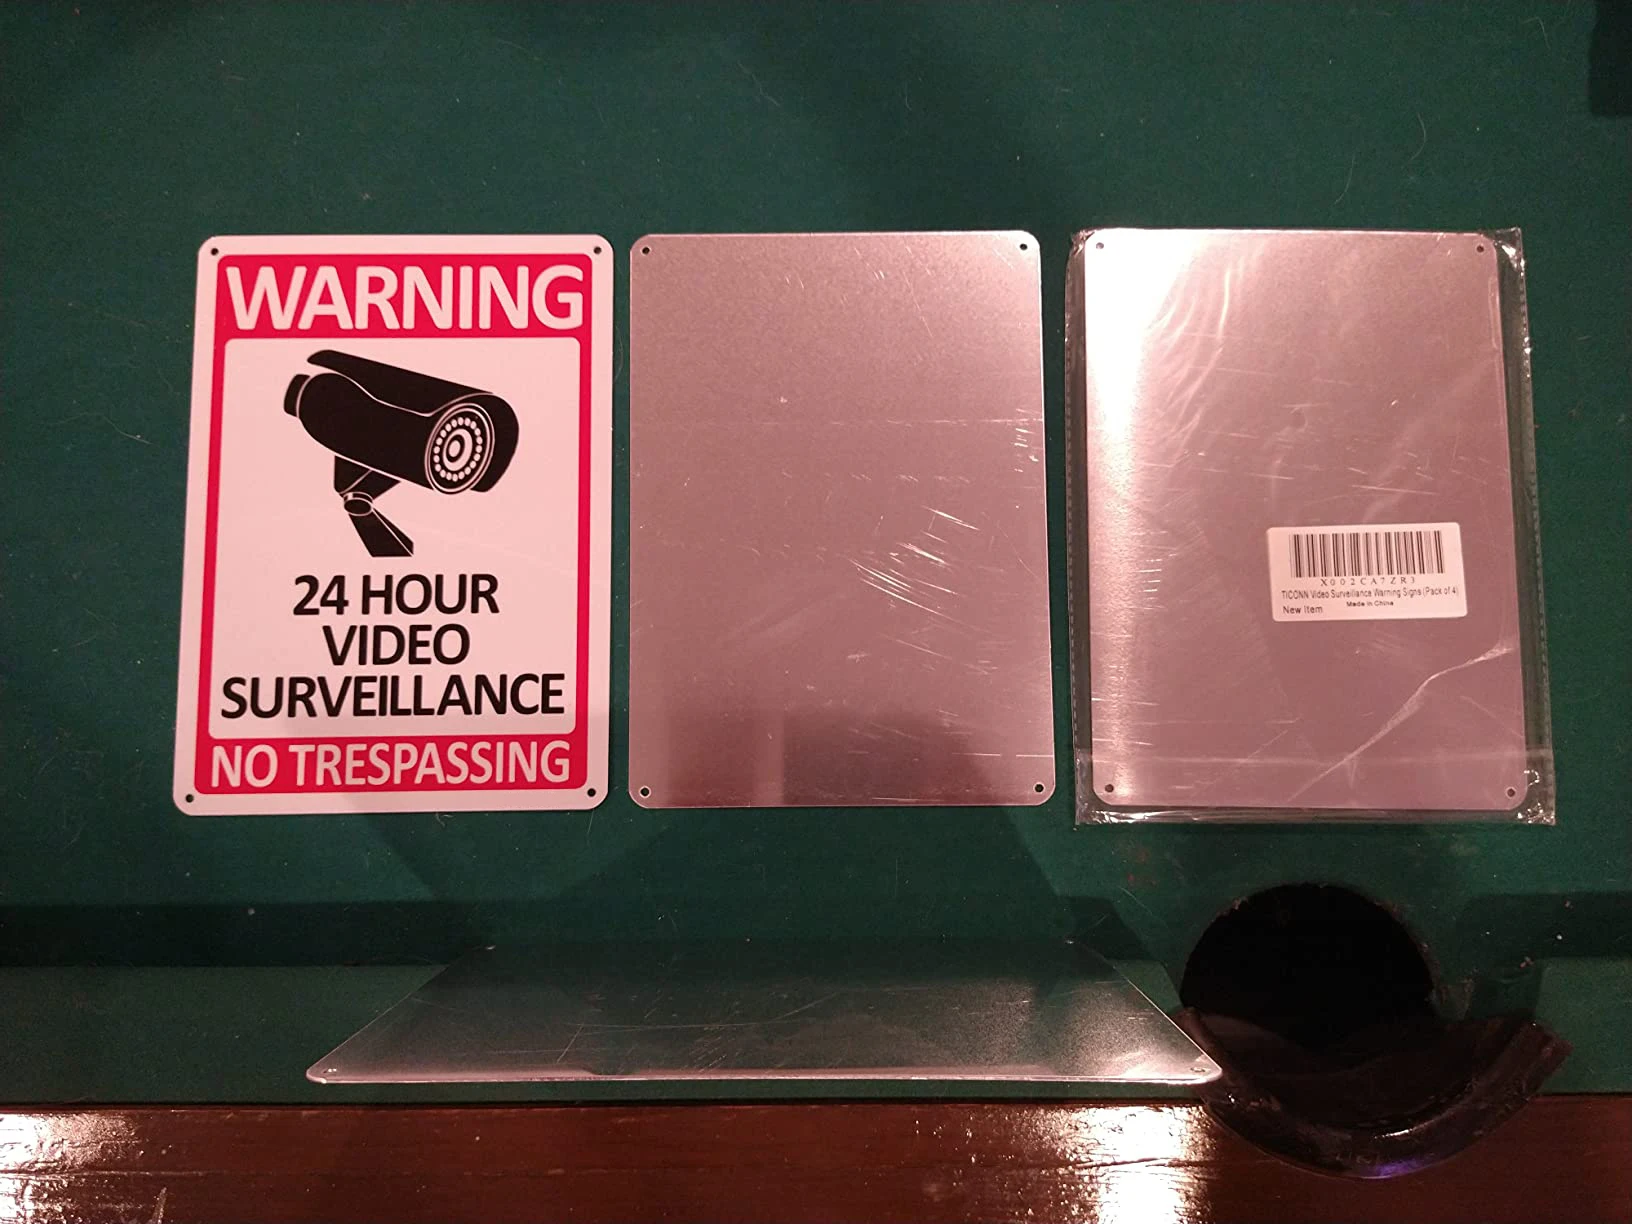 WARNING
24 HOUR
VIDEO
SURVEILLANCE
NO TRESPASSING
X002CA7ZR3
TICONN Video Surveillance Warning Signs (Pack of 4)
Made in China
New Item